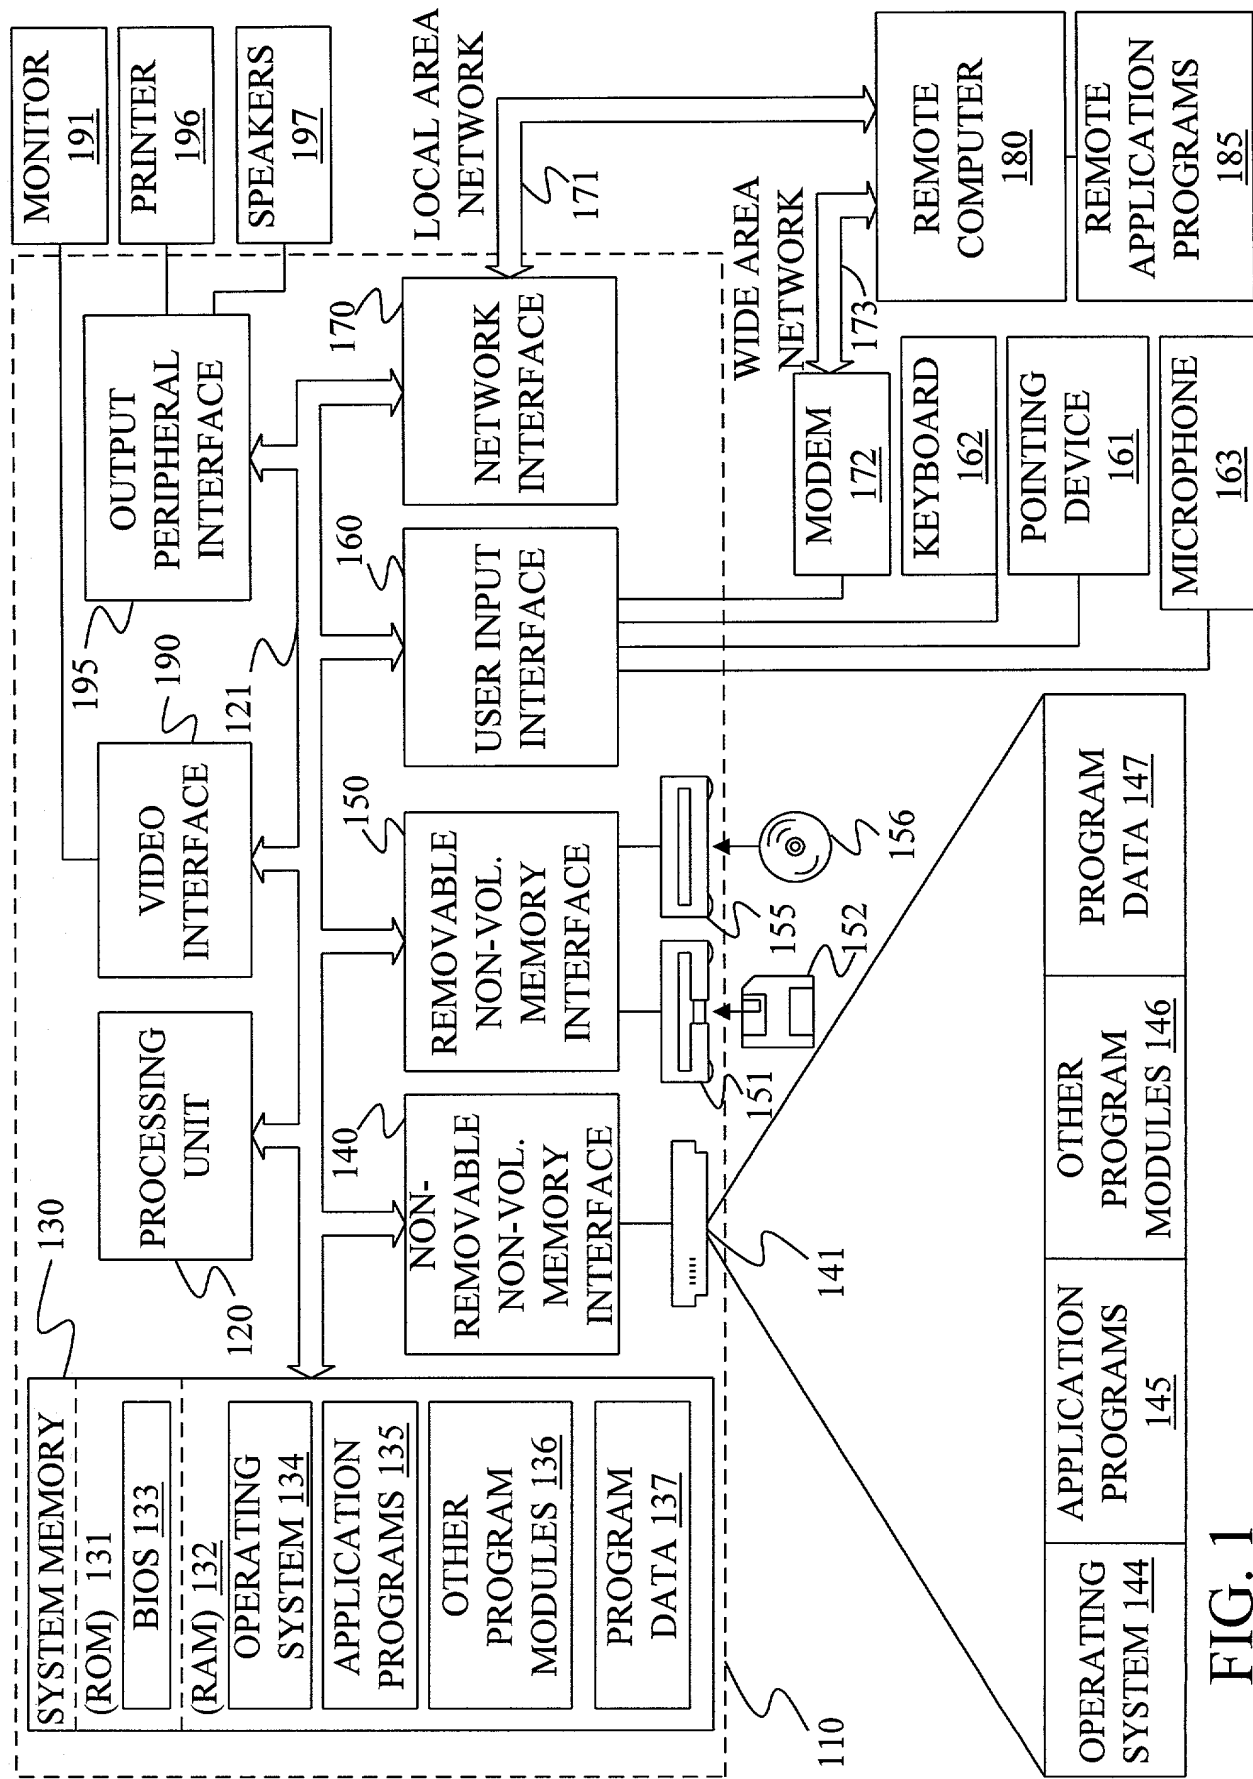 SYSTEM MEMORY
(ROM) 131
BIOS 133
(RAM) 132
OPERATING
SYSTEM 134
APPLICATION
PROGRAMS 135
OTHER
PROGRAM
MODULES 136
PROGRAM
DATA 137
110
130
PROCESSING
UNIT
120
VIDEO
INTERFACE
190
121
OUTPUT
PERIPHERAL
INTERFACE
195
MONITOR
191
PRINTER
196
SPEAKERS
197
NON-
REMOVABLE
NON-VOL.
MEMORY
INTERFACE
140
REMOVABLE
NON-VOL.
MEMORY
INTERFACE
150
USER INPUT
INTERFACE
160
NETWORK
INTERFACE
170
LOCAL AREA
NETWORK
171
WIDE AREA
NETWORK
173
141
151
152
155
156
MODEM
172
KEYBOARD
162
POINTING
DEVICE
161
MICROPHONE
163
REMOTE
COMPUTER
180
REMOTE
APPLICATION
PROGRAMS
185
OPERATING
SYSTEM 144
APPLICATION
PROGRAMS
145
OTHER
PROGRAM
MODULES 146
PROGRAM
DATA 147
FIG. 1